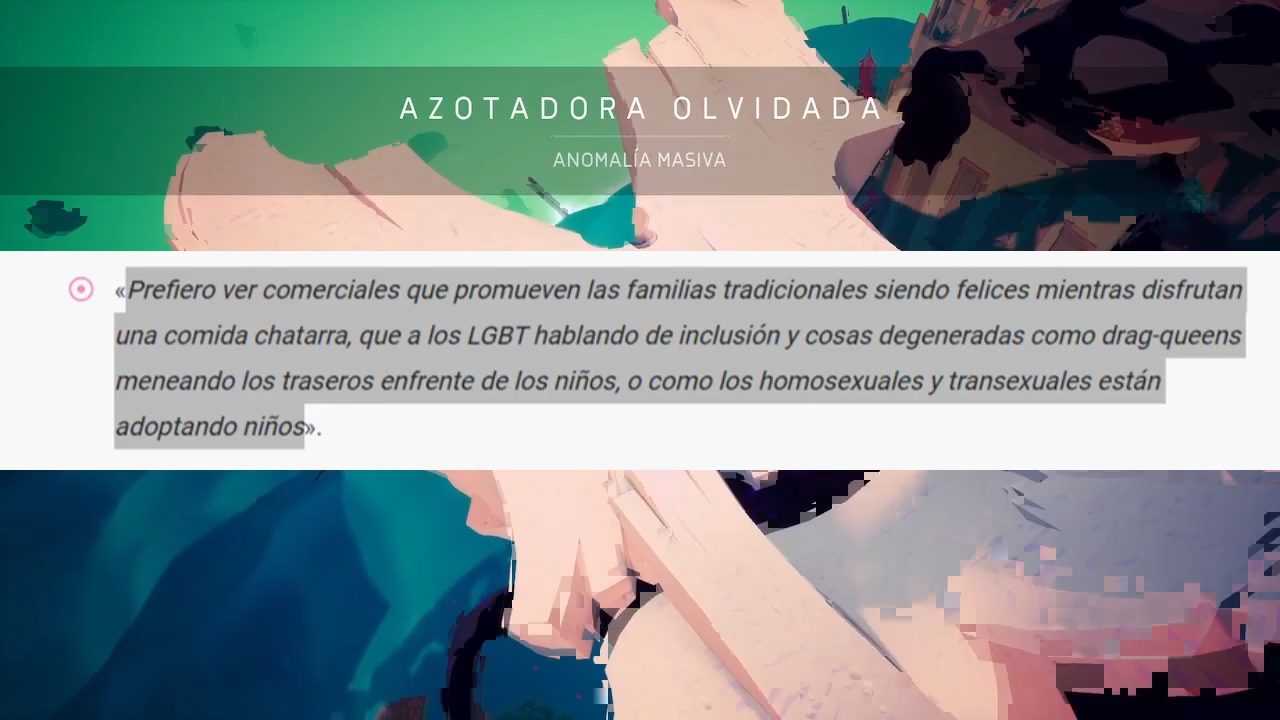 AZOTADORA OLVIDADA
ANOMALÍA MASIVA
«Prefiero ver comerciales que promueven las familias tradicionales siendo felices mientras disfrutan
una comida chatarra, que a los LGBT hablando de inclusión y cosas degeneradas como drag-queens
meneando los traseros enfrente de los niños, o como los homosexuales y transexuales están
adoptando niños».